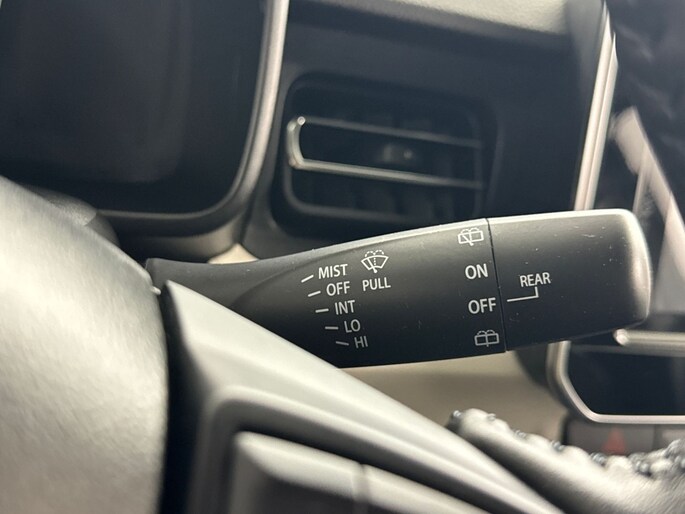 MIST
OFF
INT
LO
HI
PULL
ON
OFF
REAR